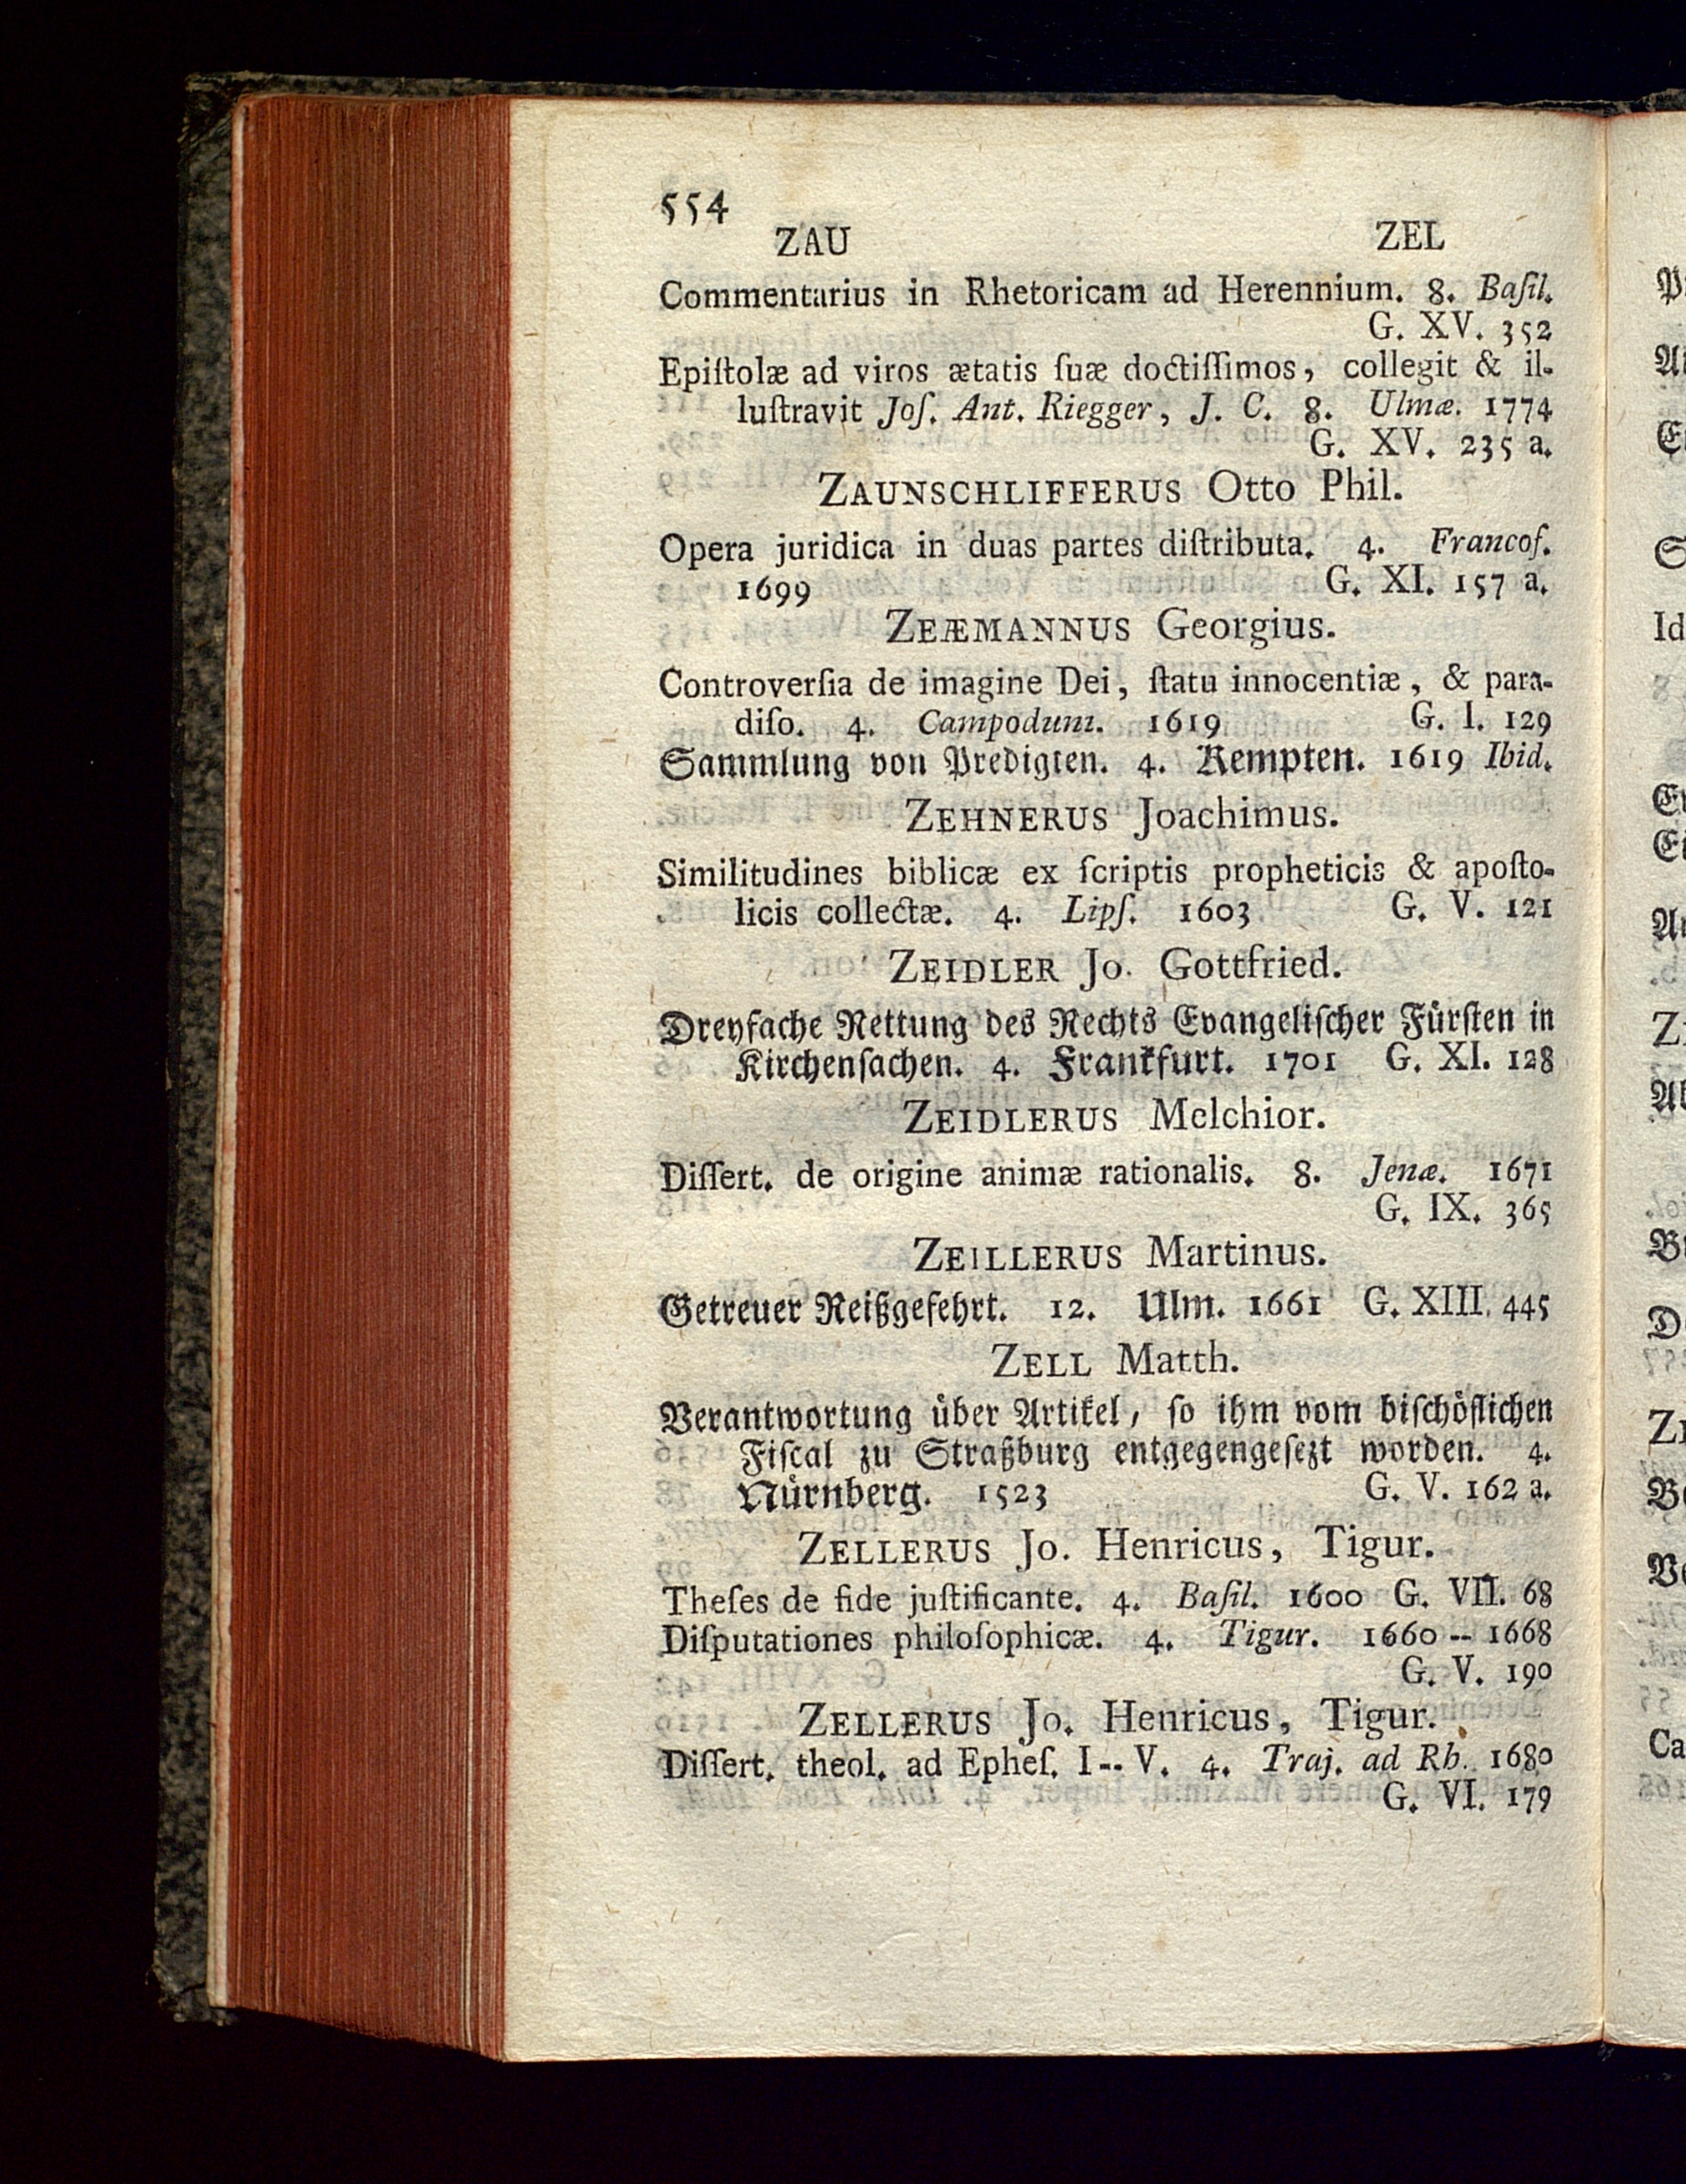 554
ZAU ZEL
Commentarius in Rhetoricam ad Herennium. 8. Baſil.
G. XV. 352
Epiſtolæ ad viros ætatis ſuæ doctiſſimos, collegit & il-
luſtravit Joſ. Ant. Riegger, J. C. 8. Ulmæ. 1774
G. XV. 235 a.
ZAUNSCHLIFFERUS Otto Phil.
Opera juridica in duas partes diſtributa. 4. Francof.
1699 G. XI. 157 a.
ZEÆMANNUS Georgius.
Controverſia de imagine Dei, ſtatu innocentiæ, & para-
diſo. 4. Campodum. 1619 G. I. 129
Sammlung von Predigten. 4. Kempten. 1619 Ibid.
ZEHNERUS Joachimus.
Similitudines biblicæ ex ſcriptis propheticis & apoſto-
licis collectæ. 4. Lipſ. 1603 G. V. 121
ZEIDLER Jo. Gottfried.
Dreyfache Rettung des Rechts Evangeliſcher Fürſten in
Kirchenſachen. 4. Frankfurt. 1701 G. XI. 128
ZEIDLERUS Melchior.
Diſſert. de origine animæ rationalis. 8. Jenæ. 1671
G. IX. 365
ZEILLERUS Martinus.
Getreuer Reißgefehrt. 12. Ulm. 1661 G. XIII. 445
ZELL Matth.
Verantwortung über Artikel, ſo ihm vom biſchöflichen
Fiſcal zu Straßburg entgegengeſezt worden. 4.
Nürnberg. 1523 G. V. 162 a.
ZELLERUS Jo. Henricus, Tigur.
Theſes de fide juſtificante. 4. Baſil. 1600 G. VII. 68
Diſputationes philoſophicæ. 4. Tigur. 1660 -- 1668
G. V. 190
ZELLERUS Jo. Henricus, Tigur.
Diſſert. theol. ad Epheſ. I -- V. 4. Traj. ad Rh. 1680
G. VI. 179